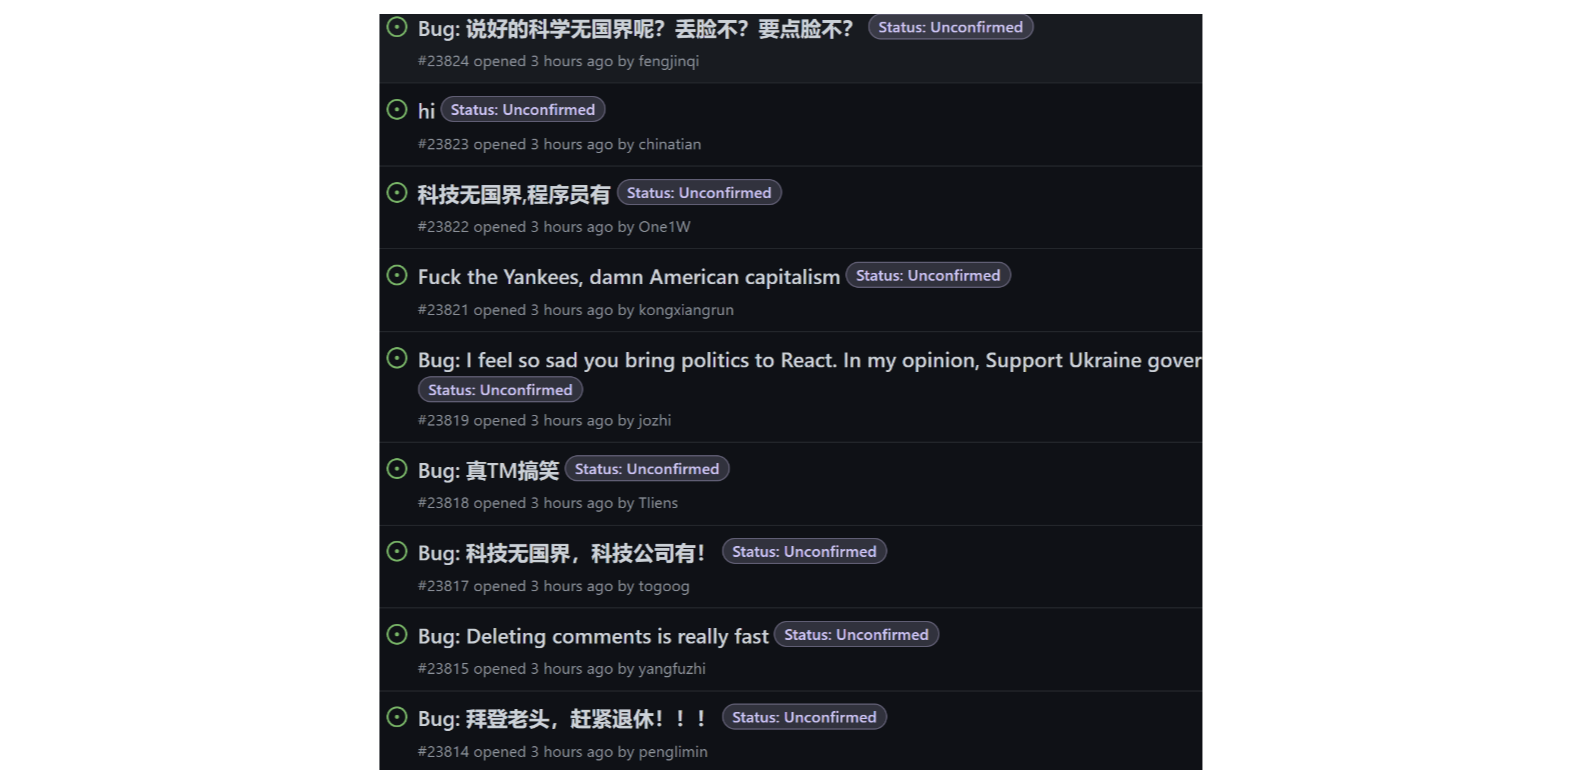 Bug: 说好的科学无国界呢？丢脸不？要点脸不？ Status: Unconfirmed
#23824 opened 3 hours ago by fengjinqi
hi Status: Unconfirmed
#23823 opened 3 hours ago by chinatian
科技无国界,程序员有 Status: Unconfirmed
#23822 opened 3 hours ago by One1W
Fuck the Yankees, damn American capitalism Status: Unconfirmed
#23821 opened 3 hours ago by kongxiangrun
Bug: I feel so sad you bring politics to React. In my opinion, Support Ukraine gover
Status: Unconfirmed
#23819 opened 3 hours ago by jozhi
Bug: 真TM搞笑 Status: Unconfirmed
#23818 opened 3 hours ago by Tliens
Bug: 科技无国界，科技公司有！ Status: Unconfirmed
#23817 opened 3 hours ago by togoog
Bug: Deleting comments is really fast Status: Unconfirmed
#23815 opened 3 hours ago by yangfuzhi
Bug: 拜登老头，赶紧退休！！！ Status: Unconfirmed
#23814 opened 3 hours ago by penglimin